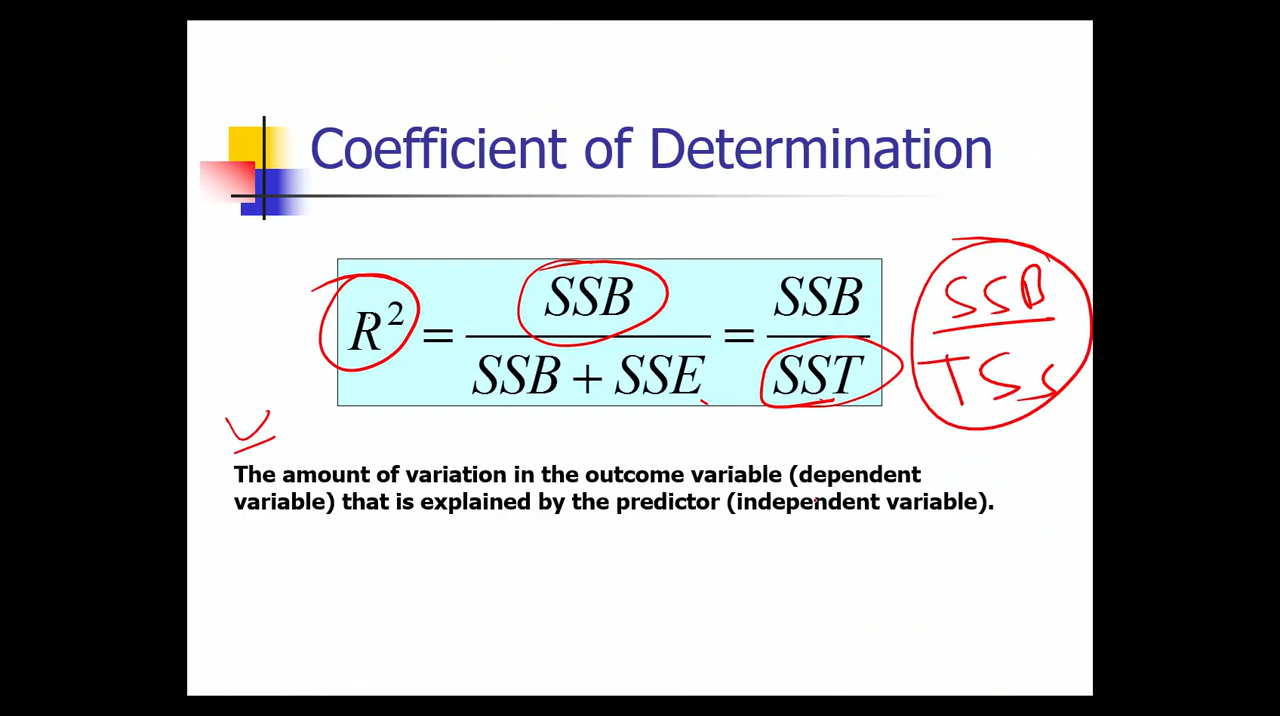 Coefficient of Determination
R² = SSB / (SSB + SSE) = SSB / SST
SSB
TSS
The amount of variation in the outcome variable (dependent
variable) that is explained by the predictor (independent variable).